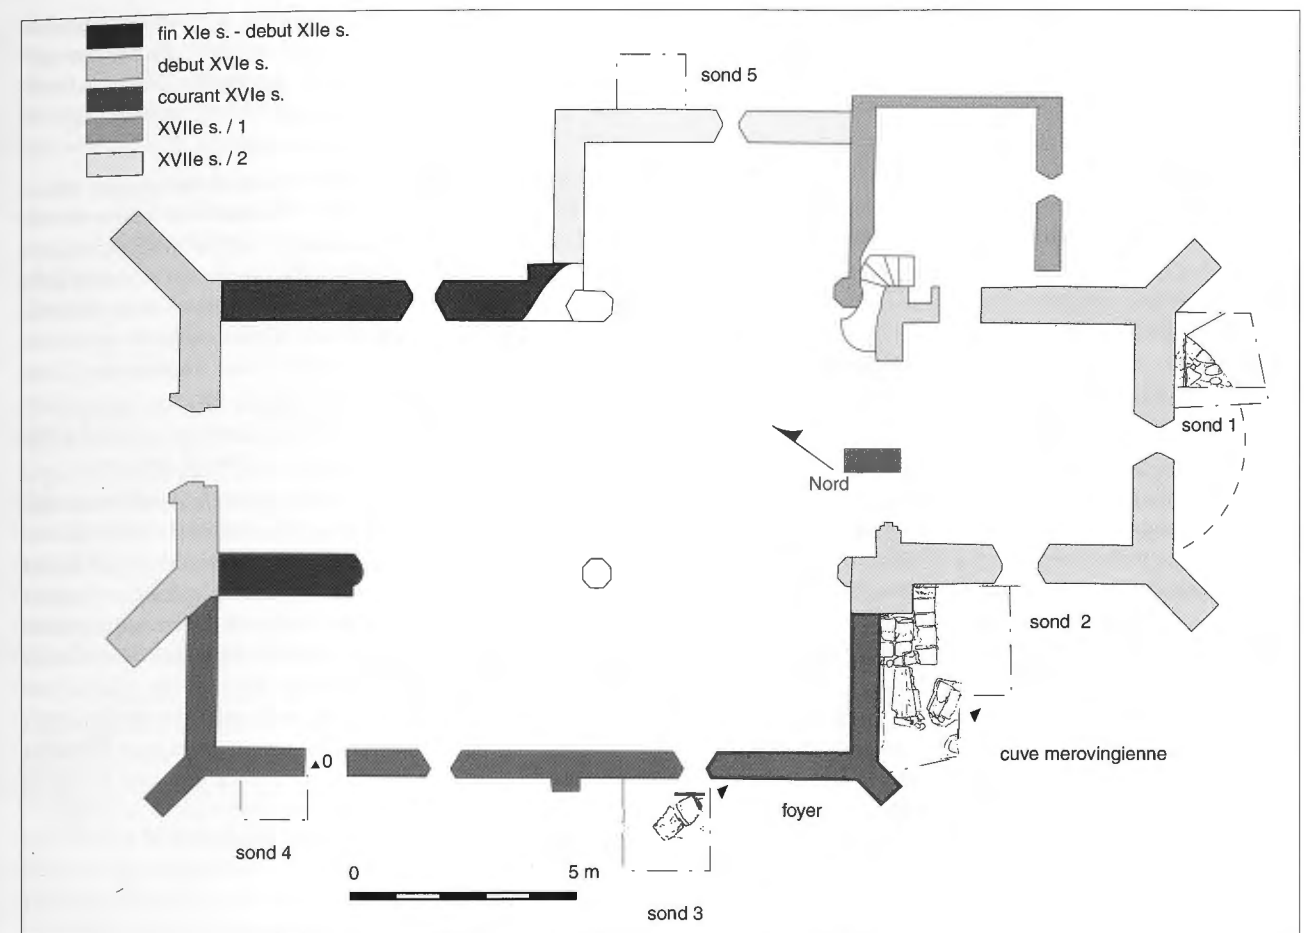 fin XIe s. - debut XIIe s.
debut XVIe s.
courant XVIe s.
XVIIe s. / 1
XVIIe s. / 2
sond 5
sond 1
Nord
sond 2
cuve merovingienne
0
foyer
sond 4
0
5 m
sond 3